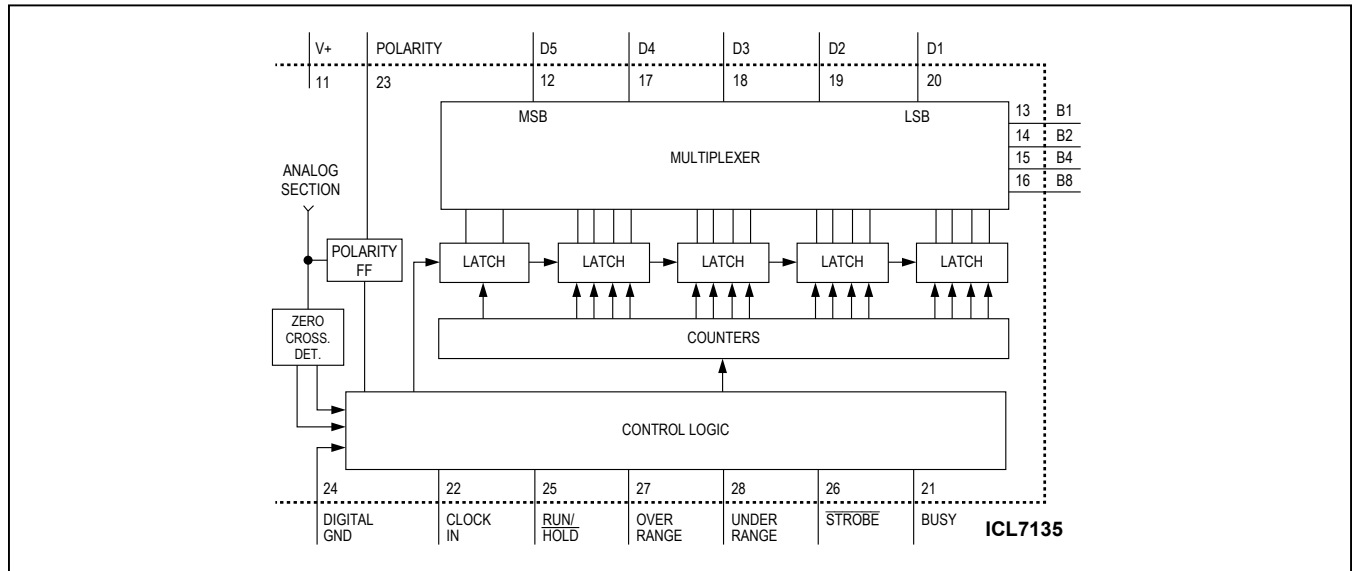 V+ POLARITY D5 D4 D3 D2 D1
11 23 12 17 18 19 20
MSB LSB
13 B1
14 B2
MULTIPLEXER
15 B4
16 B8
ANALOG
SECTION
POLARITY
FF
LATCH LATCH LATCH LATCH LATCH
ZERO
CROSS.
DET.
COUNTERS
CONTROL LOGIC
24 22 25 27 28 26 21
DIGITAL
GND
CLOCK
IN
RUN/
HOLD
OVER
RANGE
UNDER
RANGE
STROBE
BUSY
ICL7135